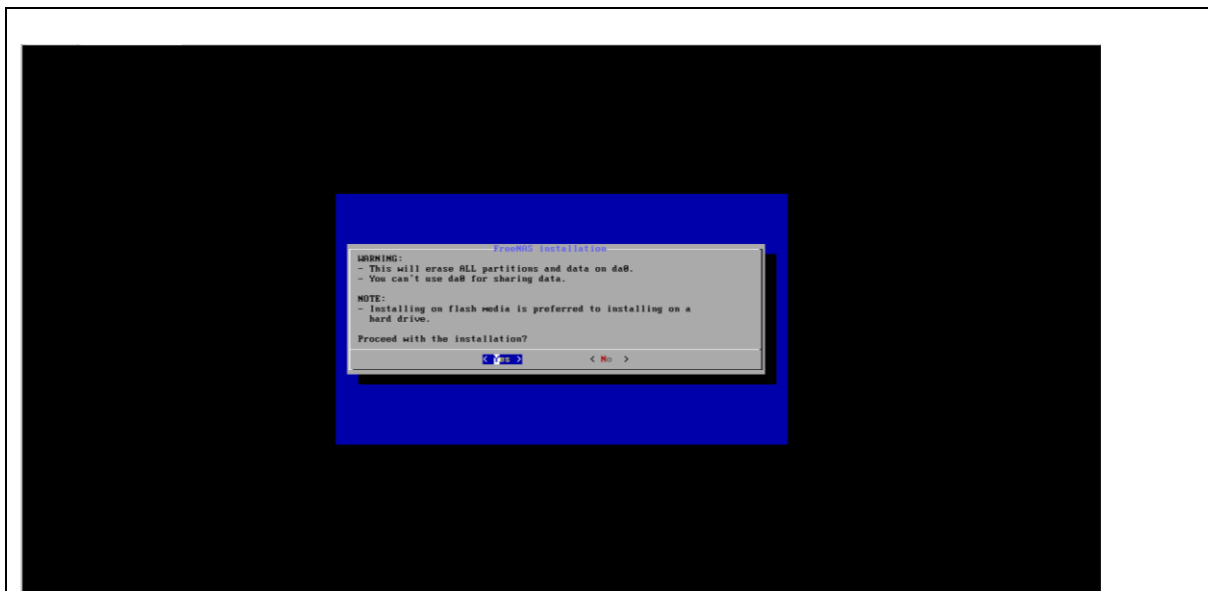 FreeNAS installation
WARNING:
- This will erase ALL partitions and data on da0.
- You can't use da0 for sharing data.
NOTE:
- Installing on flash media is preferred to installing on a
hard drive.
Proceed with the installation?
< Yes > < No >